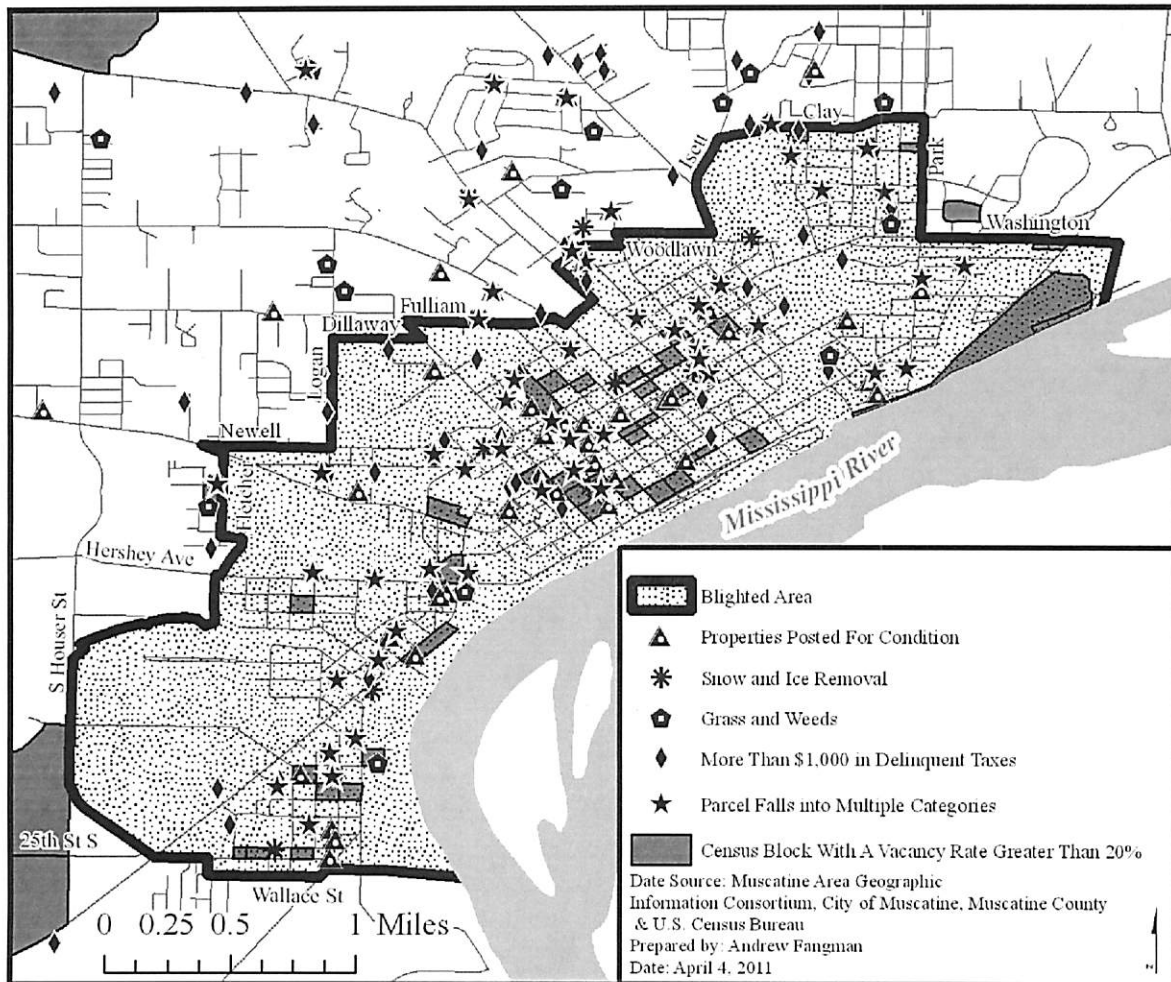 Clay
Isett
Park
Washington
Woodlawn
Fulliam
Dillaway
Logan
Newell
Fletcher
Hershey Ave
S Houser St
Mississippi River
25th St S
Wallace St
0 0.25 0.5 1 Miles
Blighted Area
Properties Posted For Condition
Snow and Ice Removal
Grass and Weeds
More Than $1,000 in Delinquent Taxes
Parcel Falls into Multiple Categories
Census Block With A Vacancy Rate Greater Than 20%
Date Source: Muscatine Area Geographic
Information Consortium, City of Muscatine, Muscatine County
& U.S. Census Bureau
Prepared by: Andrew Fangman
Date: April 4, 2011
N